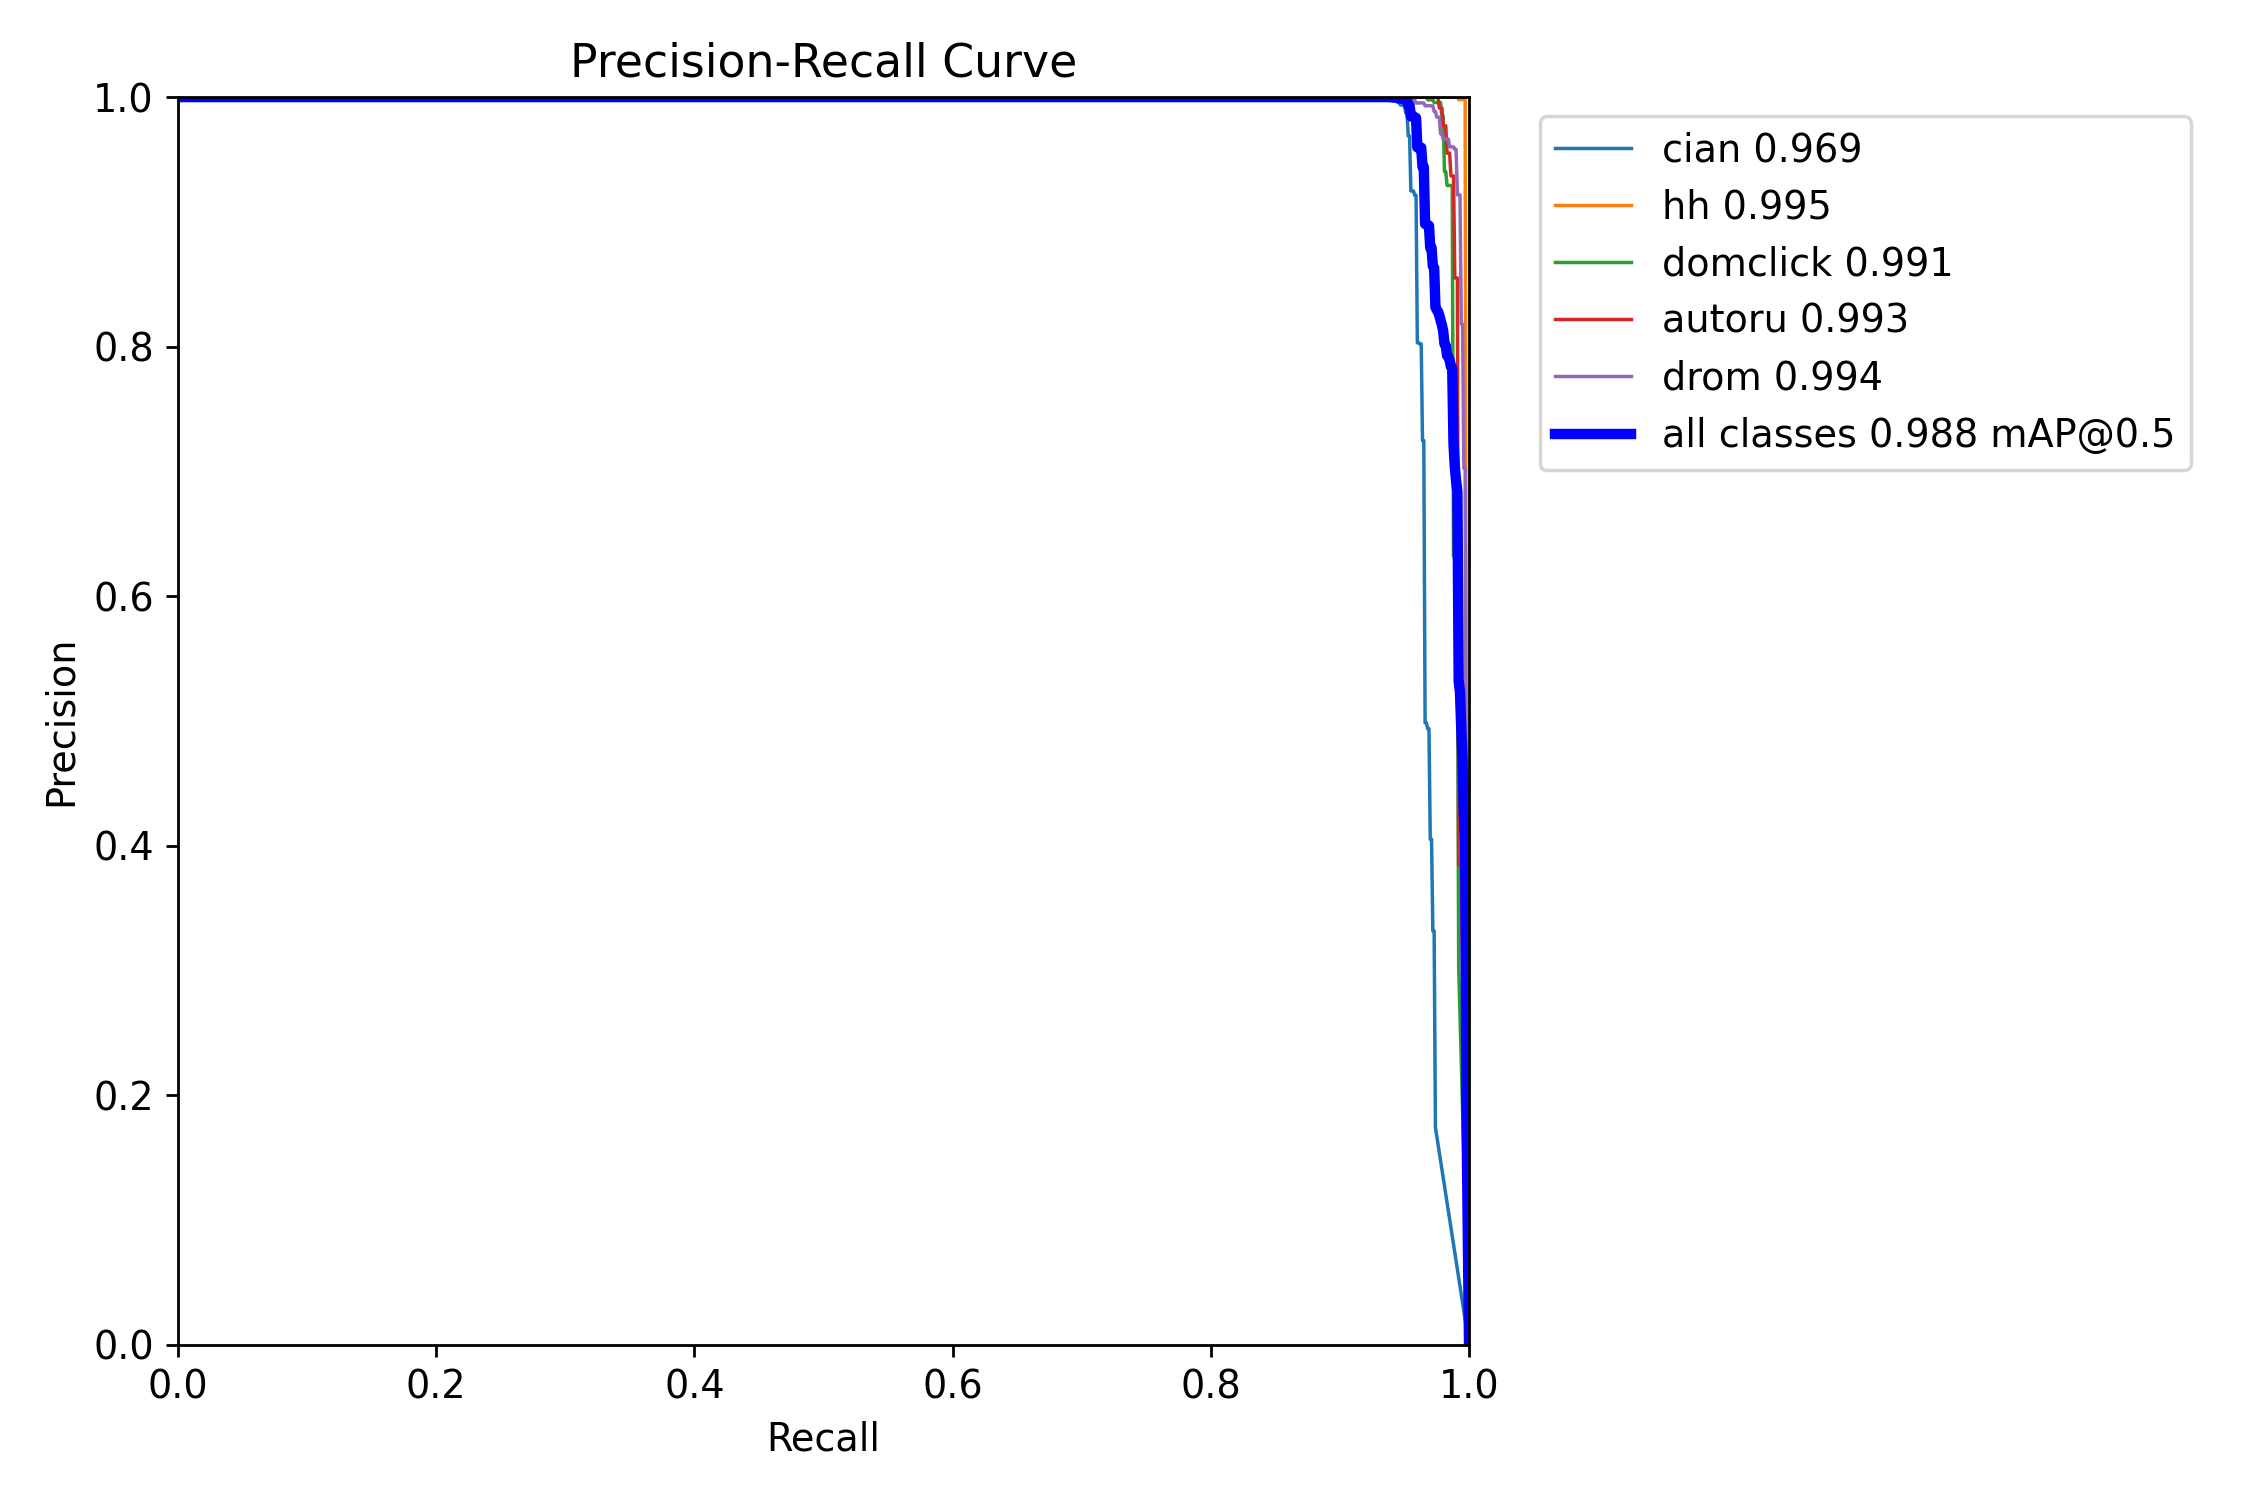 Precision-Recall Curve
1.0
0.8
0.6
0.4
0.2
0.0
Precision
0.0 0.2 0.4 0.6 0.8 1.0
Recall
cian 0.969
hh 0.995
domclick 0.991
autoru 0.993
drom 0.994
all classes 0.988 mAP@0.5